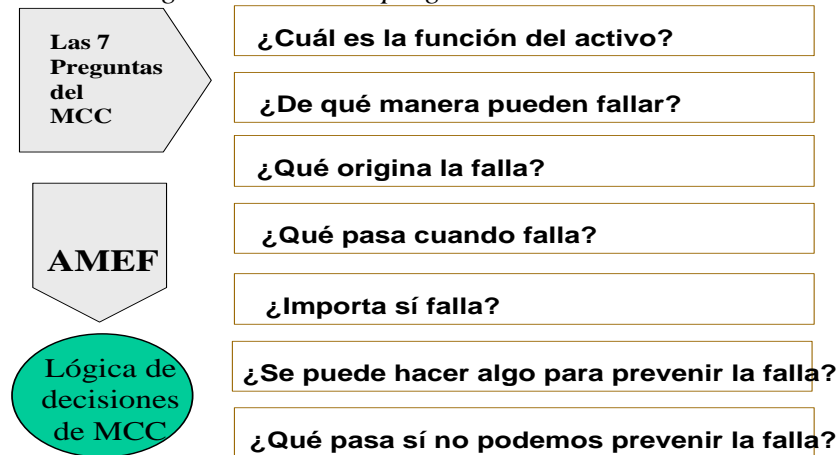 Las 7
Preguntas
del
MCC
¿Cuál es la función del activo?
¿De qué manera pueden fallar?
¿Qué origina la falla?
AMEF
¿Qué pasa cuando falla?
¿Importa sí falla?
Lógica de
decisiones
de MCC
¿Se puede hacer algo para prevenir la falla?
¿Qué pasa sí no podemos prevenir la falla?